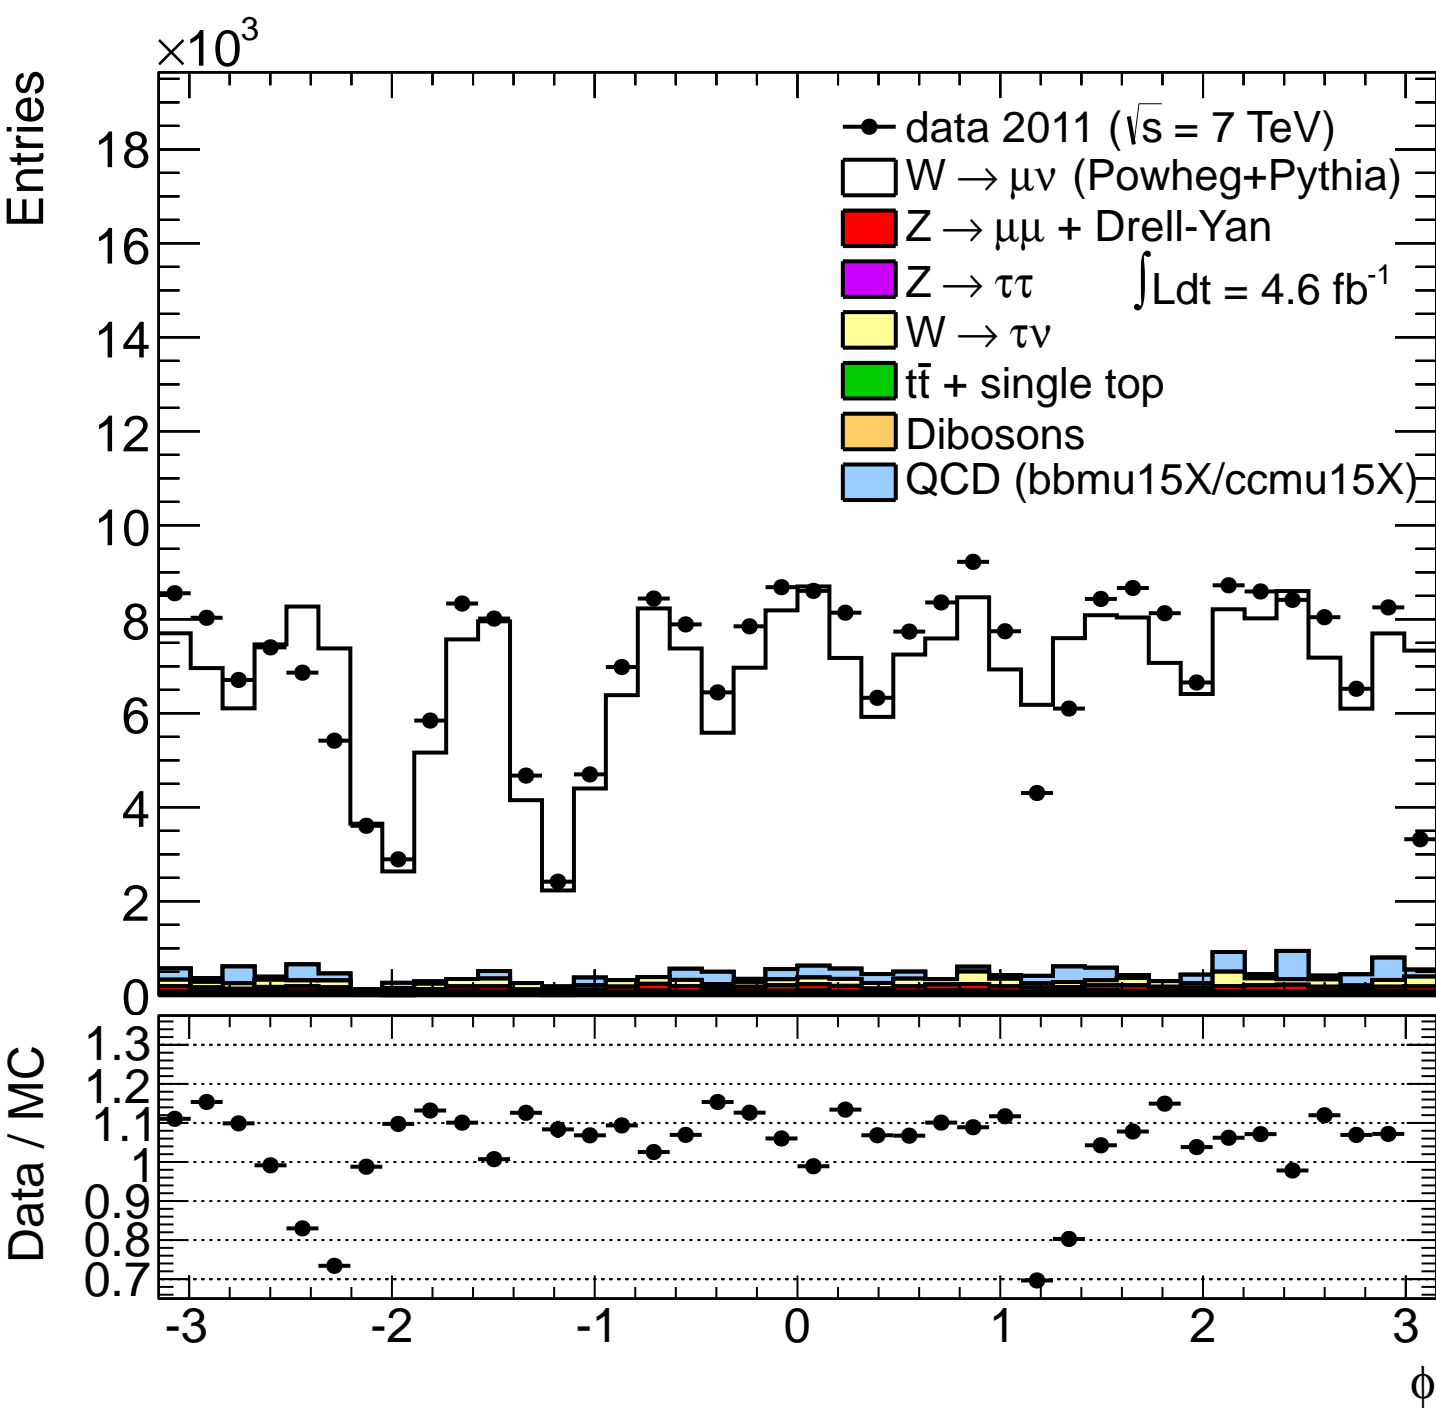 ×10³
Entries
18
16
14
12
10
8
6
4
2
0
data 2011 (√s = 7 TeV)
W → μν (Powheg+Pythia)
Z → μμ + Drell-Yan
Z → ττ
∫Ldt = 4.6 fb⁻¹
W → τν
tt̄ + single top
Dibosons
QCD (bbmu15X/ccmu15X)
Data / MC
1.3
1.2
1.1
1
0.9
0.8
0.7
-3 -2 -1 0 1 2 3
ϕ